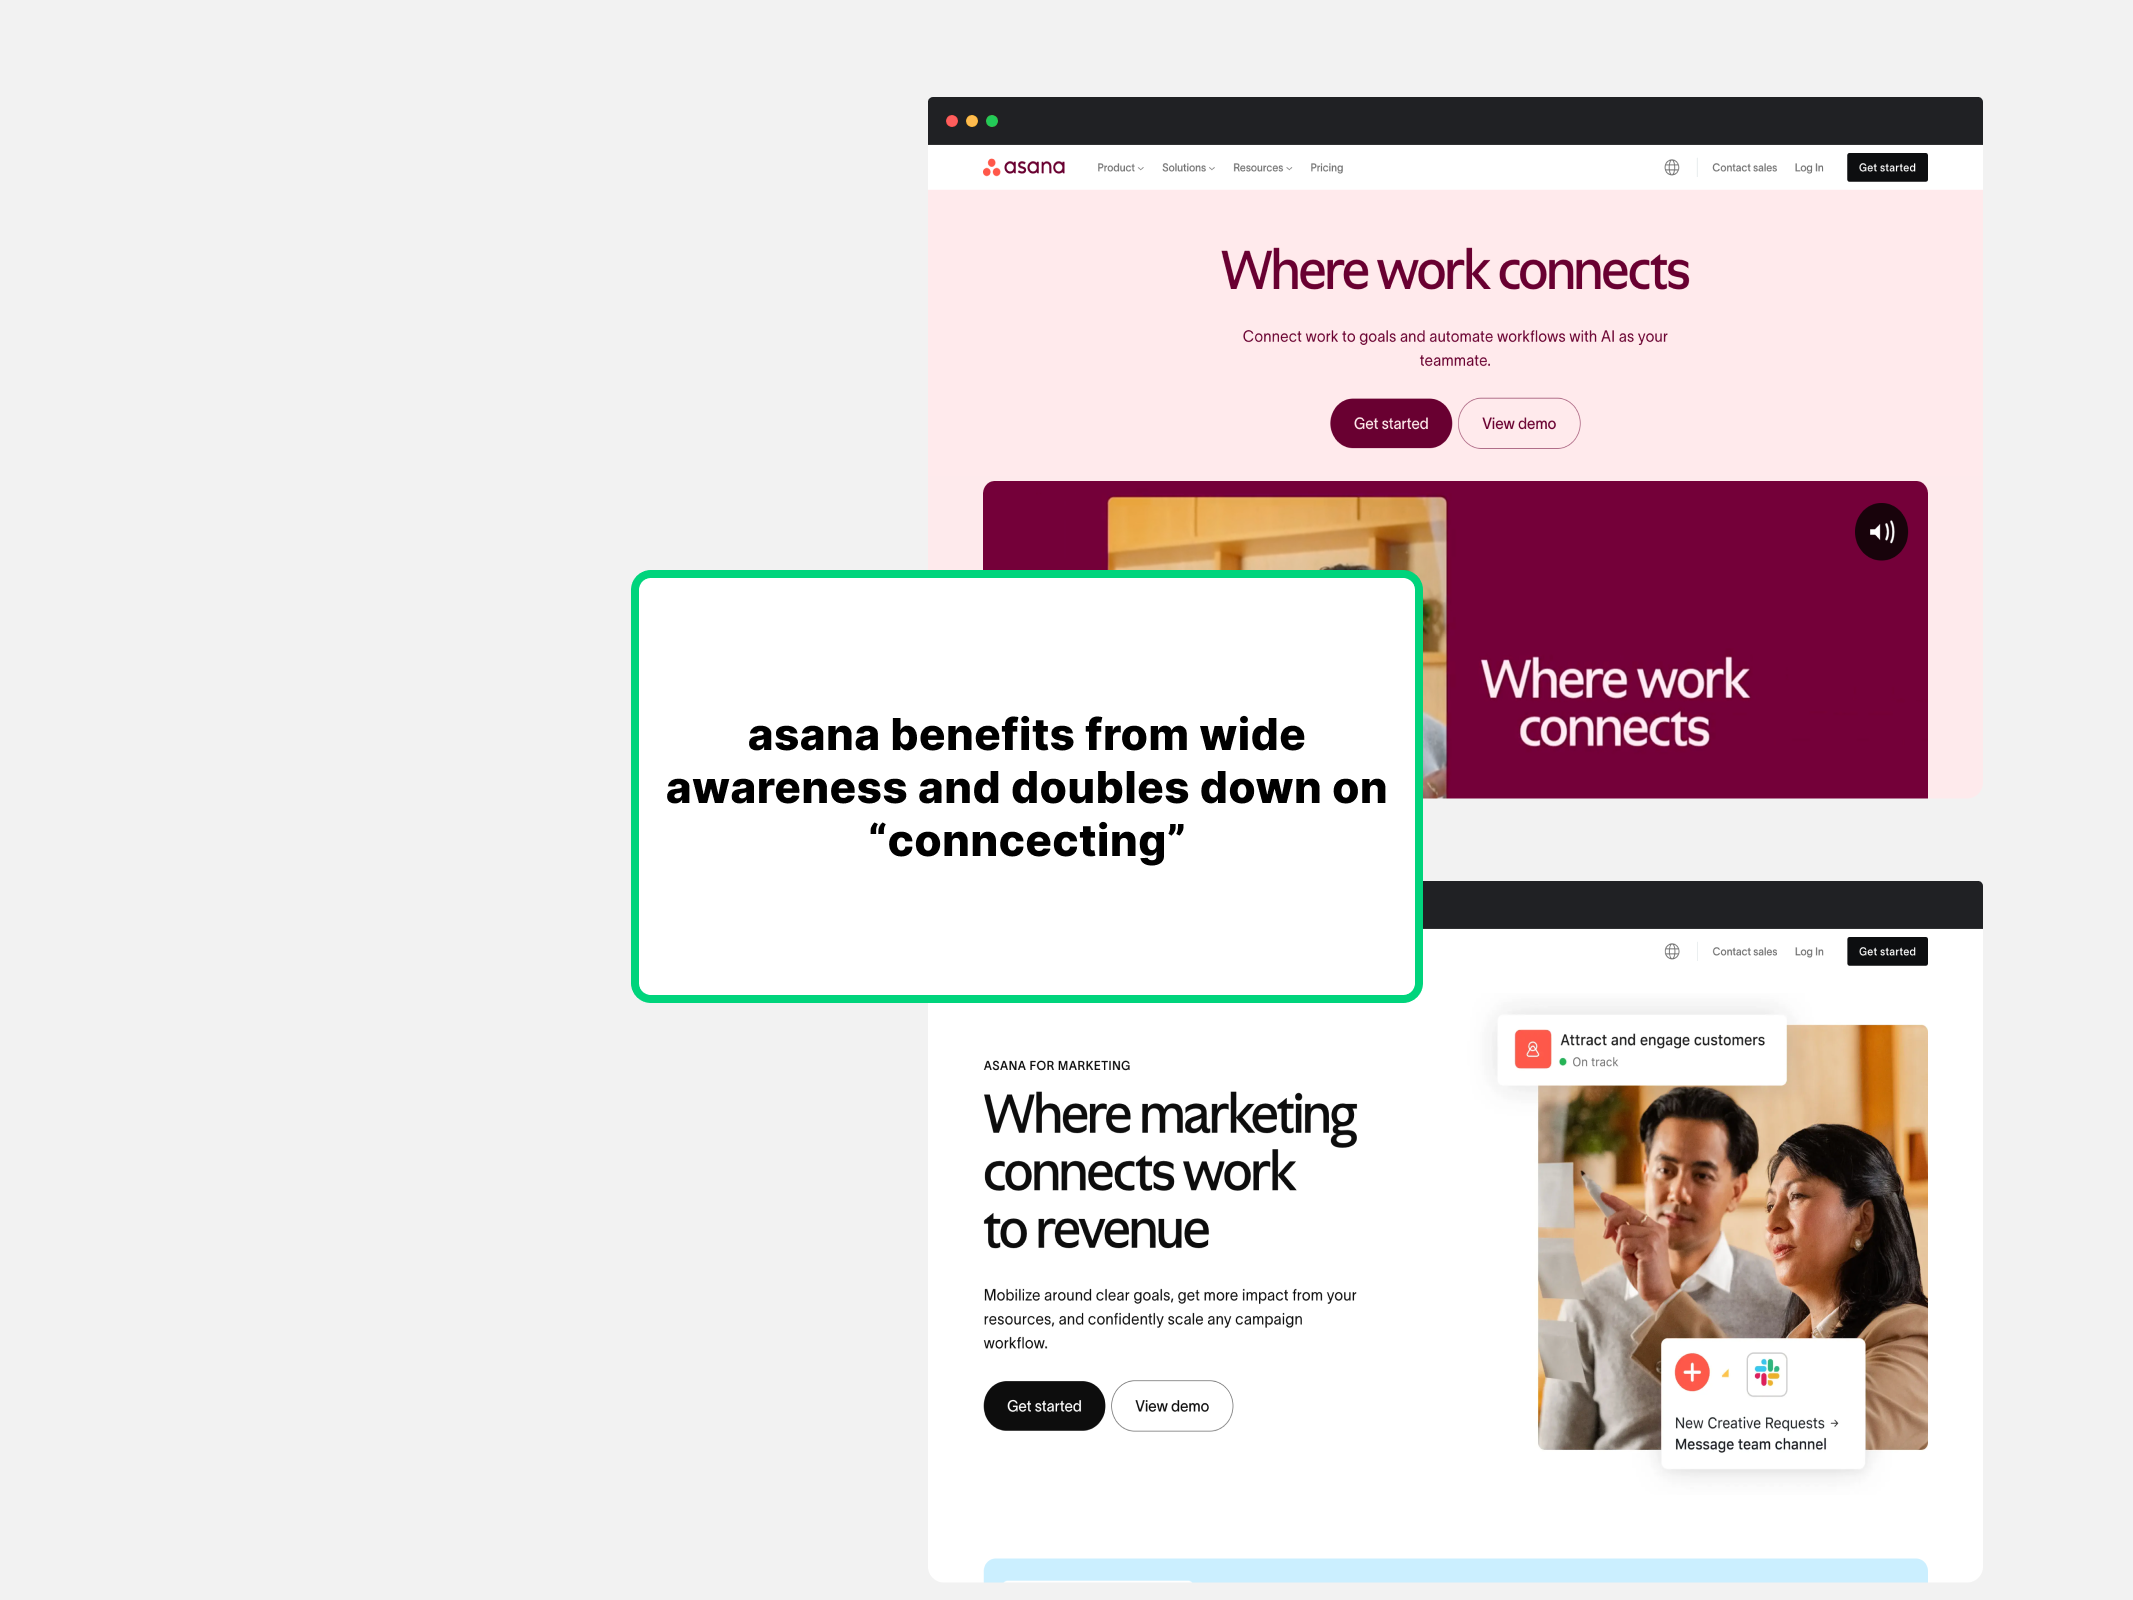 asana
Product
Solutions
Resources
Pricing
Contact sales
Log In
Get started
Where work connects
Connect work to goals and automate workflows with AI as your
teammate.
Get started
View demo
Where work
connects
asana benefits from wide
awareness and doubles down on
“conncecting”
Contact sales
Log In
Get started
ASANA FOR MARKETING
Where marketing
connects work
to revenue
Mobilize around clear goals, get more impact from your
resources, and confidently scale any campaign
workflow.
Get started
View demo
Attract and engage customers
On track
New Creative Requests →
Message team channel